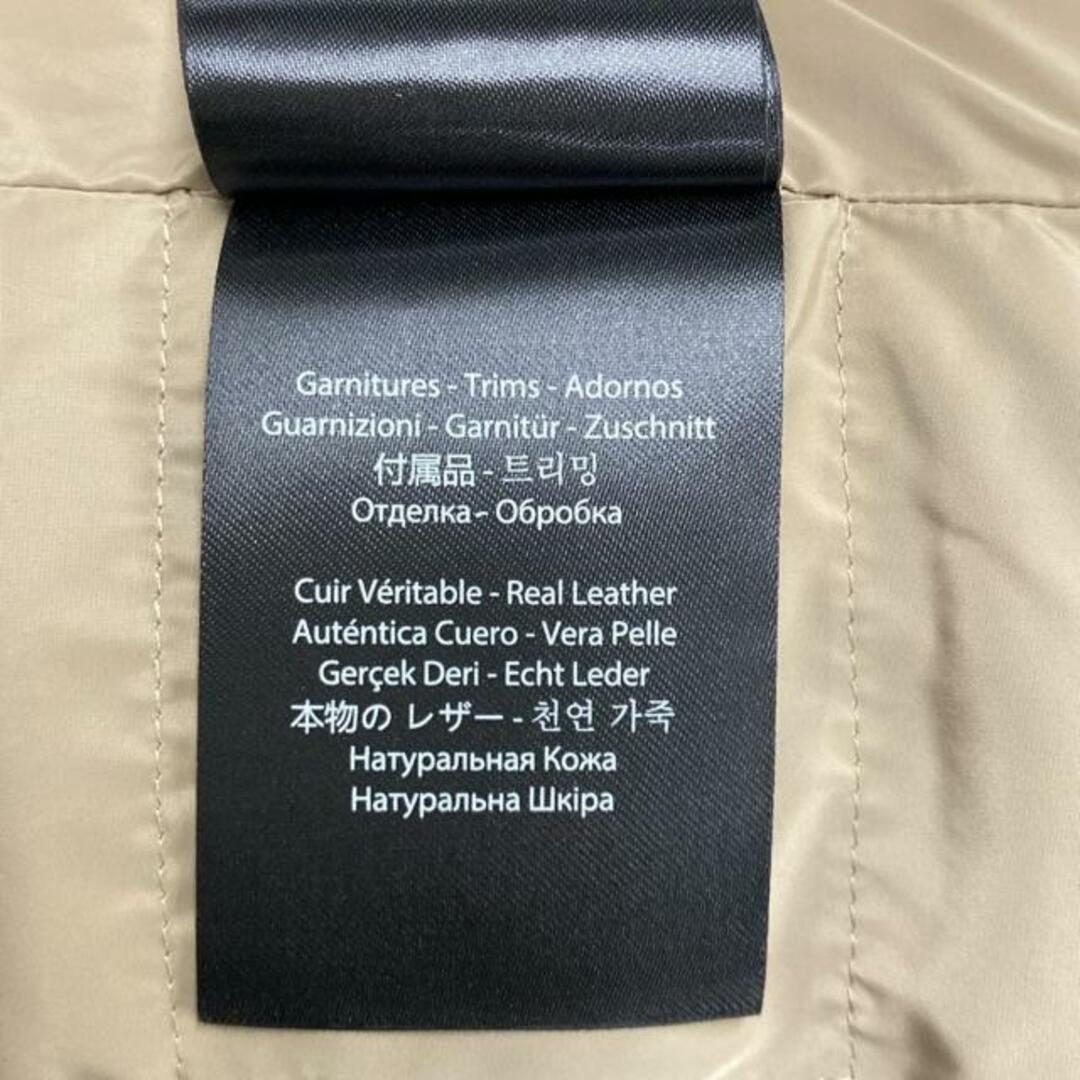 Garnitures - Trims - Adornos
Guarnizioni - Garnitür - Zuschnitt
付属品 - 트리밍
Отделка - Обробка
Cuir Véritable - Real Leather
Auténtica Cuero - Vera Pelle
Gerçek Deri - Echt Leder
本物の レザー - 천연 가죽
Натуральная Кожа
Натуральна Шкіра